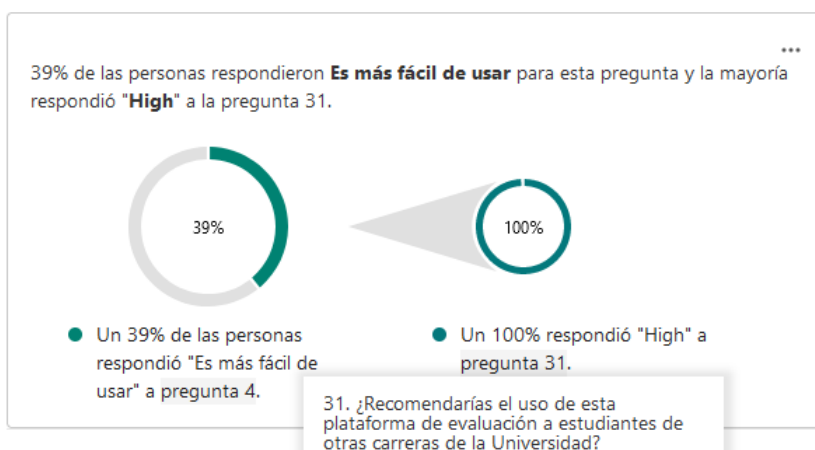 39% de las personas respondieron Es más fácil de usar para esta pregunta y la mayoría
respondió "High" a la pregunta 31.
39%
100%
Un 39% de las personas
respondió "Es más fácil de
usar" a pregunta 4.
Un 100% respondió "High" a
pregunta 31.
31. ¿Recomendarías el uso de esta
plataforma de evaluación a estudiantes de
otras carreras de la Universidad?